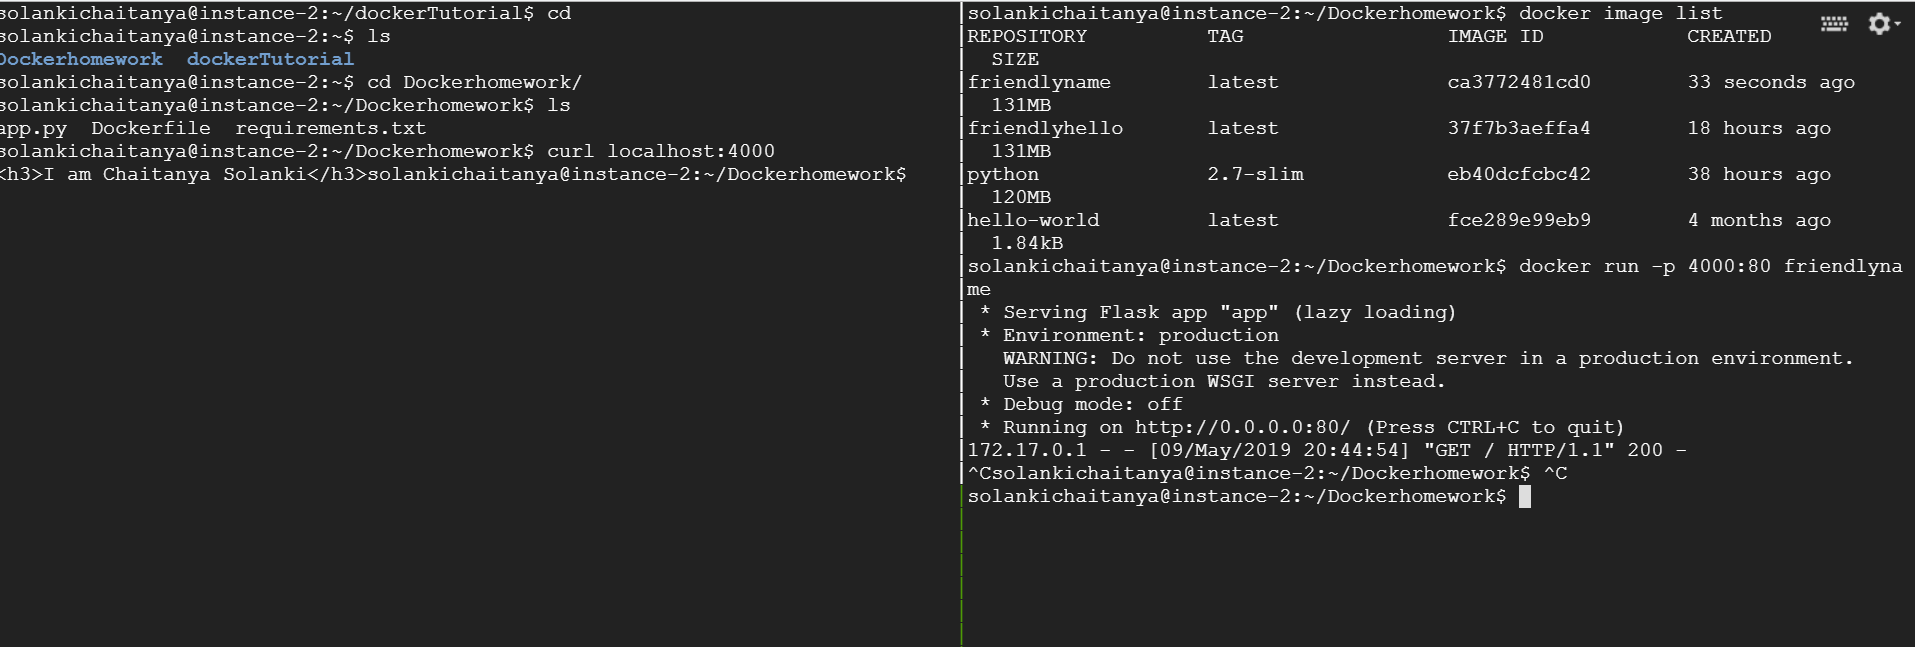 solankichaitanya@instance-2:~/dockerTutorial$ cd
solankichaitanya@instance-2:~$ ls
Dockerhomework  dockerTutorial
solankichaitanya@instance-2:~$ cd Dockerhomework/
solankichaitanya@instance-2:~/Dockerhomework$ ls
app.py  Dockerfile  requirements.txt
solankichaitanya@instance-2:~/Dockerhomework$ curl localhost:4000
<h3>I am Chaitanya Solanki</h3>solankichaitanya@instance-2:~/Dockerhomework$
solankichaitanya@instance-2:~/Dockerhomework$ docker image list
REPOSITORY          TAG                 IMAGE ID            CREATED
  SIZE
friendlyname        latest              ca3772481cd0        33 seconds ago
  131MB
friendlyhello       latest              37f7b3aeffa4        18 hours ago
  131MB
python              2.7-slim            eb40dcfcbc42        38 hours ago
  120MB
hello-world         latest              fce289e99eb9        4 months ago
  1.84kB
solankichaitanya@instance-2:~/Dockerhomework$ docker run -p 4000:80 friendlyna
me
 * Serving Flask app "app" (lazy loading)
 * Environment: production
   WARNING: Do not use the development server in a production environment.
   Use a production WSGI server instead.
 * Debug mode: off
 * Running on http://0.0.0.0:80/ (Press CTRL+C to quit)
172.17.0.1 - - [09/May/2019 20:44:54] "GET / HTTP/1.1" 200 -
^Csolankichaitanya@instance-2:~/Dockerhomework$ ^C
solankichaitanya@instance-2:~/Dockerhomework$